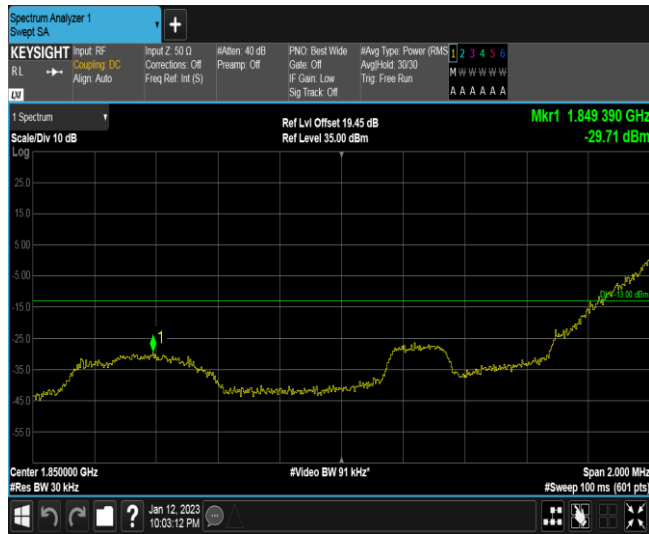 Spectrum Analyzer 1
Swept SA
+
KEYSIGHT
RL
LXI
Input: RF
Coupling: DC
Align: Auto
Input Z: 50 Ω
Corrections: Off
Freq Ref: Int (S)
#Atten: 40 dB
Preamp: Off
PNO: Best Wide
Gate: Off
IF Gain: Low
Sig Track: Off
#Avg Type: Power (RMS
Avg|Hold: 30/30
Trig: Free Run
1 2 3 4 5 6
M W W W W W
A A A A A A
1 Spectrum
Scale/Div 10 dB
Log
Ref Lvl Offset 19.45 dB
Ref Level 35.00 dBm
Mkr1 1.849 390 GHz
-29.71 dBm
25.0
15.0
5.00
-5.00
-15.0
-25.0
-35.0
-45.0
-55.0
1
DL1 -13.00 dBm
Center 1.850000 GHz
#Res BW 30 kHz
#Video BW 91 kHz*
Span 2.000 MHz
#Sweep 100 ms (601 pts)
?
Jan 12, 2023
10:03:12 PM